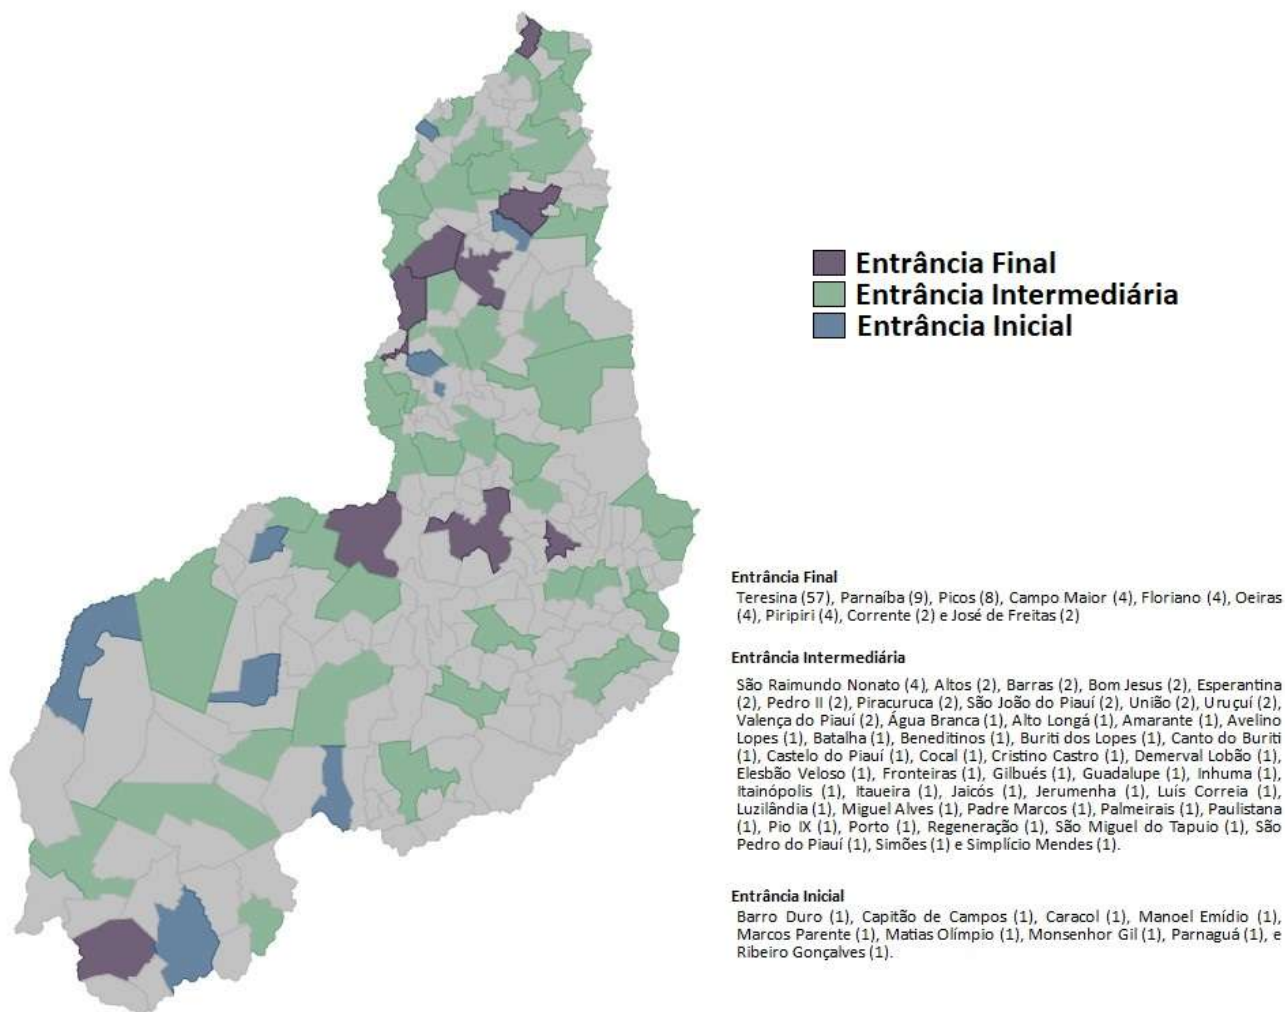 Entrância Final
Entrância Intermediária
Entrância Inicial
Entrância Final
Teresina (57), Parnaíba (9), Picos (8), Campo Maior (4), Floriano (4), Oeiras
(4), Piripiri (4), Corrente (2) e José de Freitas (2)
Entrância Intermediária
São Raimundo Nonato (4), Altos (2), Barras (2), Bom Jesus (2), Esperantina
(2), Pedro II (2), Piracuruca (2), São João do Piauí (2), União (2), Uruçuí (2),
Valença do Piauí (2), Água Branca (1), Alto Longá (1), Amarante (1), Avelino
Lopes (1), Batalha (1), Beneditinos (1), Buriti dos Lopes (1), Canto do Buriti
(1), Castelo do Piauí (1), Cocal (1), Cristino Castro (1), Demerval Lobão (1),
Elesbão Veloso (1), Fronteiras (1), Gilbués (1), Guadalupe (1), Inhuma (1),
Itainópolis (1), Itaueira (1), Jaicós (1), Jerumenha (1), Luís Correia (1),
Luzilândia (1), Miguel Alves (1), Padre Marcos (1), Palmeirais (1), Paulistana
(1), Pio IX (1), Porto (1), Regeneração (1), São Miguel do Tapuio (1), São
Pedro do Piauí (1), Simões (1) e Simplício Mendes (1).
Entrância Inicial
Barro Duro (1), Capitão de Campos (1), Caracol (1), Manoel Emídio (1),
Marcos Parente (1), Matias Olímpio (1), Monsenhor Gil (1), Parnaguá (1), e
Ribeiro Gonçalves (1).